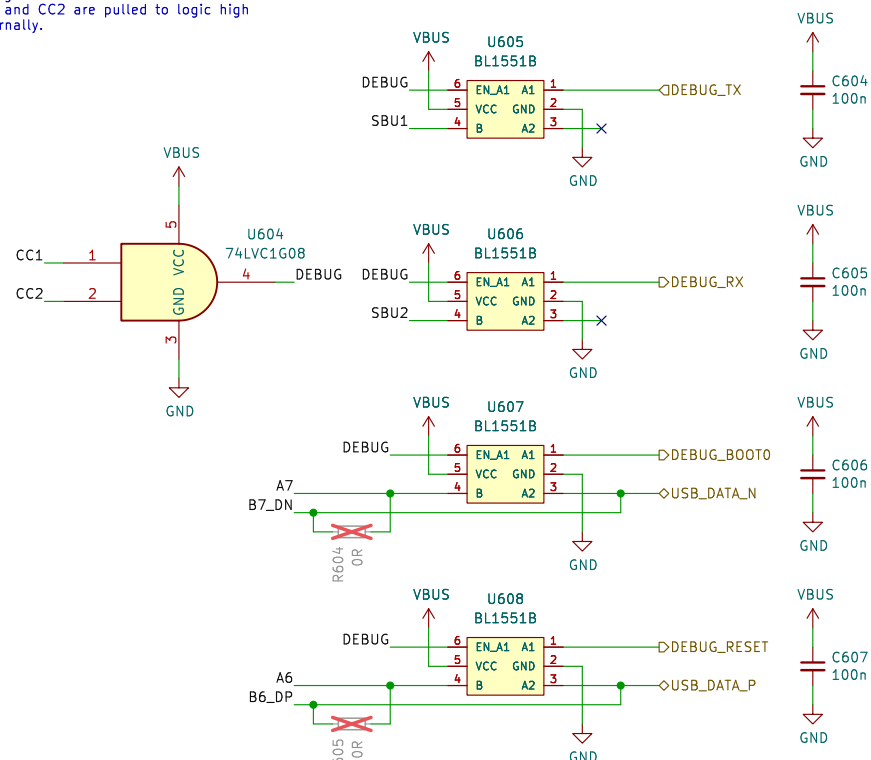 and CC2 are pulled to logic high
rnally.
VBUS
5
VCC
U604
74LVC1G08
CC1
1
4
DEBUG
CC2
2
GND
3
GND
VBUS
U605
BL1551B
DEBUG
6
EN_A1
A1
1
DEBUG_TX
5
VCC
GND
2
SBU1
4
B
A2
3
GND
VBUS
C604
100n
GND
VBUS
U606
BL1551B
DEBUG
6
EN_A1
A1
1
DEBUG_RX
5
VCC
GND
2
SBU2
4
B
A2
3
GND
VBUS
C605
100n
GND
VBUS
U607
BL1551B
DEBUG
6
EN_A1
A1
1
DEBUG_BOOT0
5
VCC
GND
2
A7
4
B
A2
3
USB_DATA_N
B7_DN
R604
0R
GND
VBUS
C606
100n
GND
VBUS
U608
BL1551B
DEBUG
6
EN_A1
A1
1
DEBUG_RESET
5
VCC
GND
2
A6
4
B
A2
3
USB_DATA_P
B6_DP
605
0R
GND
VBUS
C607
100n
GND